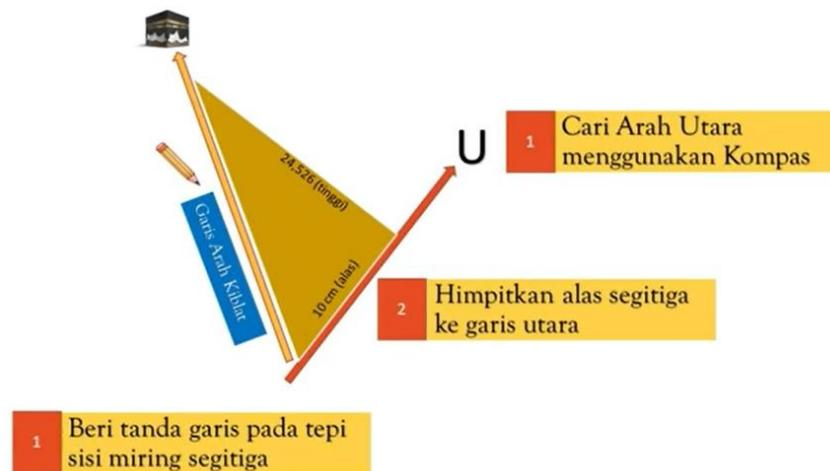 U
1
Cari Arah Utara
menggunakan Kompas
24,526 (tinggi)
Garis Arah Kiblat
10 cm (alas)
2
Himpitkan alas segitiga
ke garis utara
1
Beri tanda garis pada tepi
sisi miring segitiga